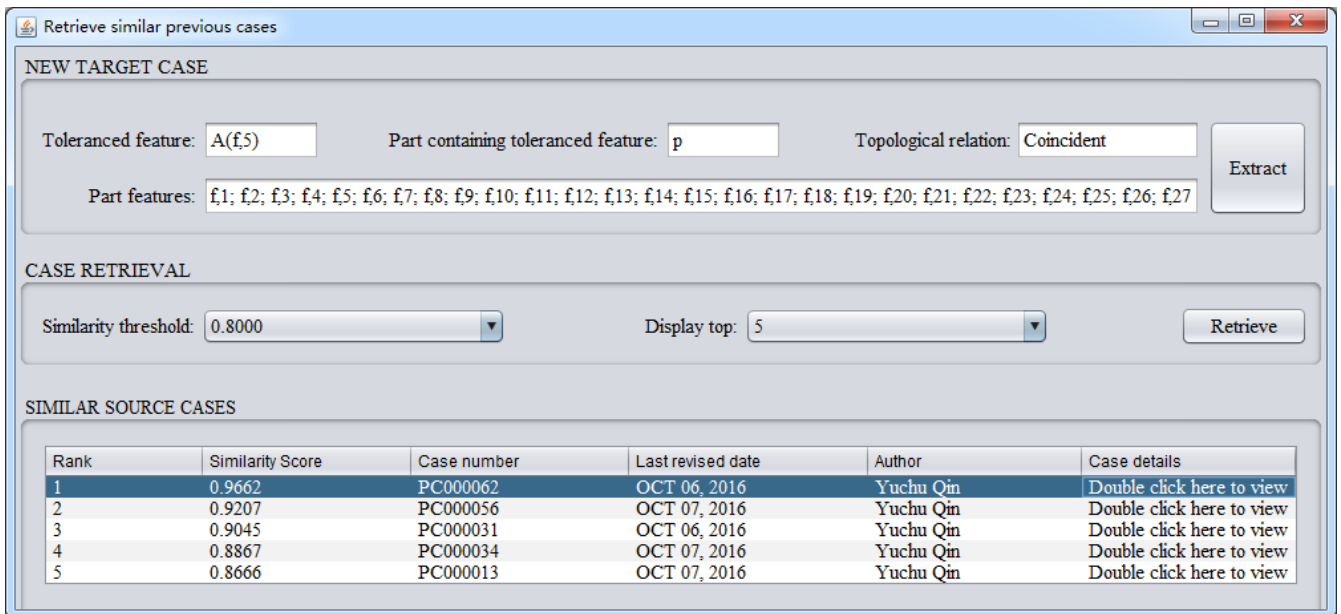 Retrieve similar previous cases
NEW TARGET CASE
Toleranced feature: A(f,5) Part containing toleranced feature: p Topological relation: Coincident
Extract
Part features: f,1; f,2; f,3; f,4; f,5; f,6; f,7; f,8; f,9; f,10; f,11; f,12; f,13; f,14; f,15; f,16; f,17; f,18; f,19; f,20; f,21; f,22; f,23; f,24; f,25; f,26; f,27
CASE RETRIEVAL
Similarity threshold: 0.8000 Display top: 5 Retrieve
SIMILAR SOURCE CASES
Rank Similarity Score Case number Last revised date Author Case details
1 0.9662 PC000062 OCT 06, 2016 Yuchu Qin Double click here to view
2 0.9207 PC000056 OCT 07, 2016 Yuchu Qin Double click here to view
3 0.9045 PC000031 OCT 06, 2016 Yuchu Qin Double click here to view
4 0.8867 PC000034 OCT 07, 2016 Yuchu Qin Double click here to view
5 0.8666 PC000013 OCT 07, 2016 Yuchu Qin Double click here to view